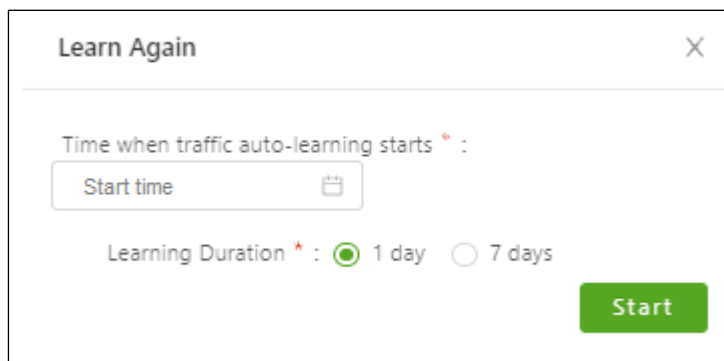 Learn Again
Time when traffic auto-learning starts * :
Start time
Learning Duration * : 1 day 7 days
Start